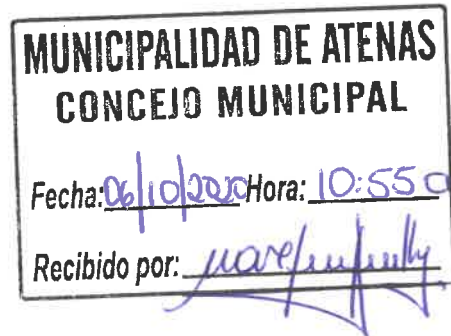 MUNICIPALIDAD DE ATENAS
CONCEJO MUNICIPAL
Fecha: 06/10/2020 Hora: 10:55 a
Recibido por: